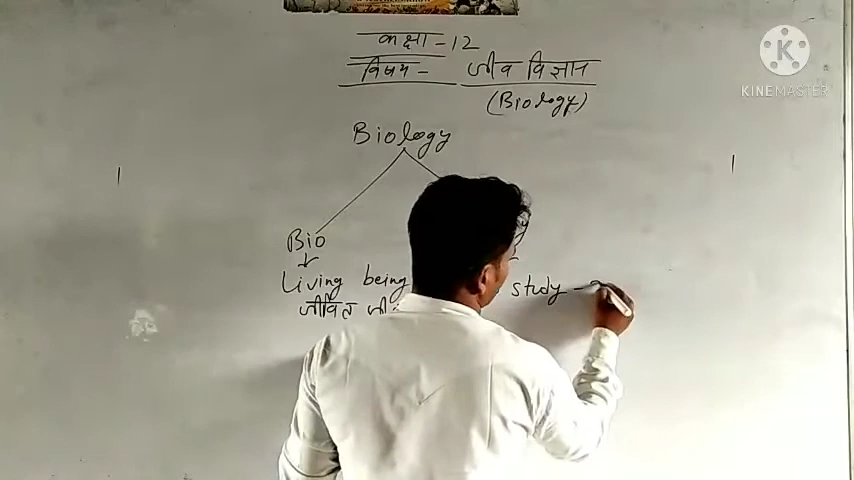 कक्षा - 12
विषय - जीव विज्ञान
(Biology)
Biology
Bio
Living being study -
जीवित
KINEMASTER